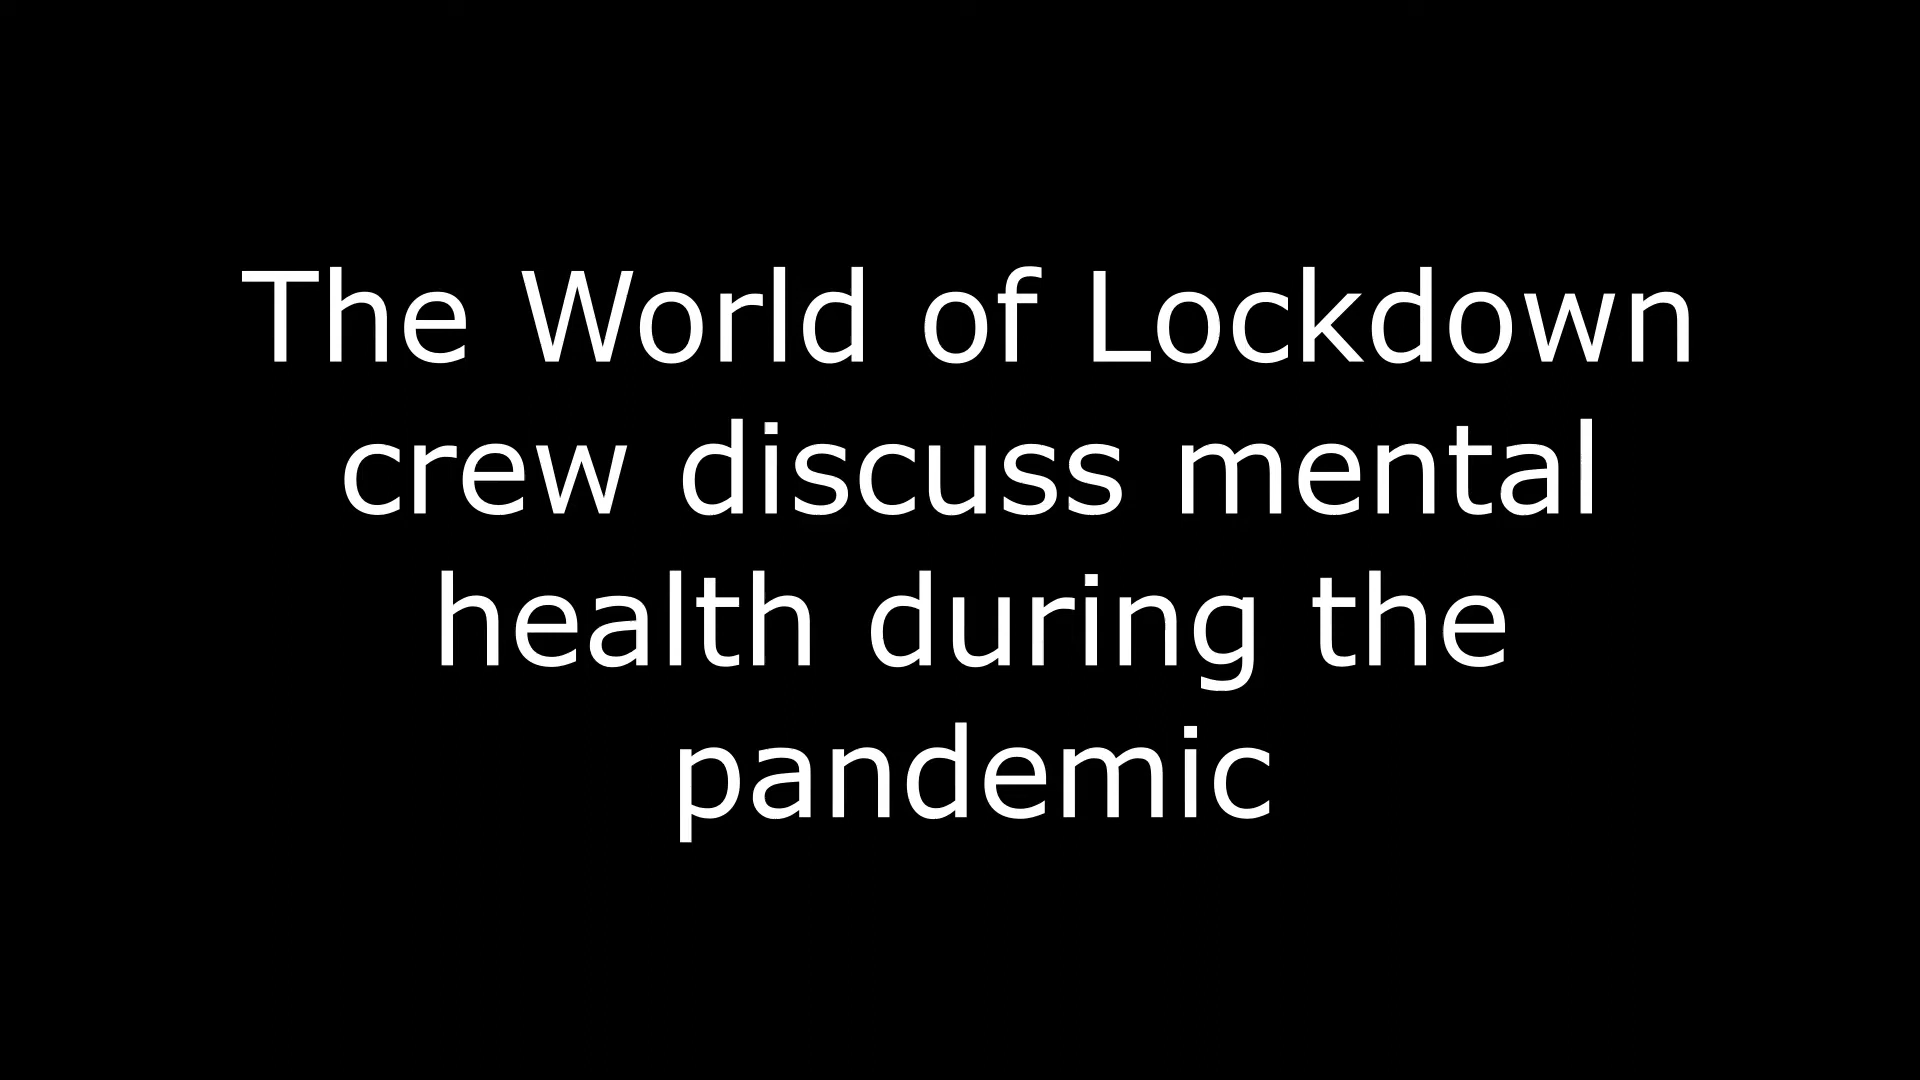 The World of Lockdown
crew discuss mental
health during the
pandemic